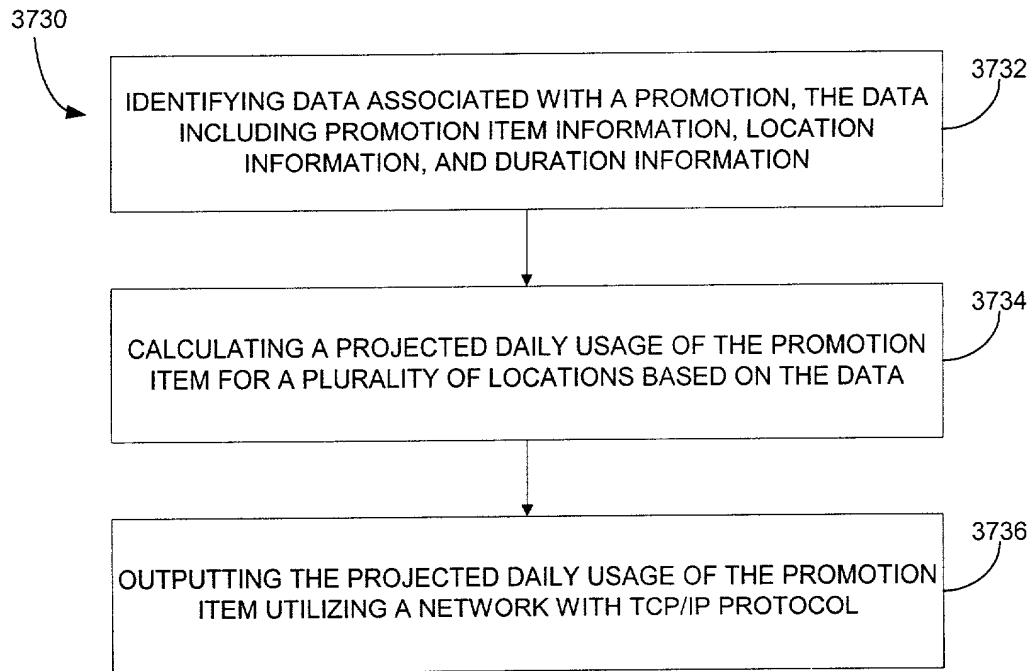 3730
3732
IDENTIFYING DATA ASSOCIATED WITH A PROMOTION, THE DATA
INCLUDING PROMOTION ITEM INFORMATION, LOCATION
INFORMATION, AND DURATION INFORMATION
3734
CALCULATING A PROJECTED DAILY USAGE OF THE PROMOTION
ITEM FOR A PLURALITY OF LOCATIONS BASED ON THE DATA
3736
OUTPUTTING THE PROJECTED DAILY USAGE OF THE PROMOTION
ITEM UTILIZING A NETWORK WITH TCP/IP PROTOCOL